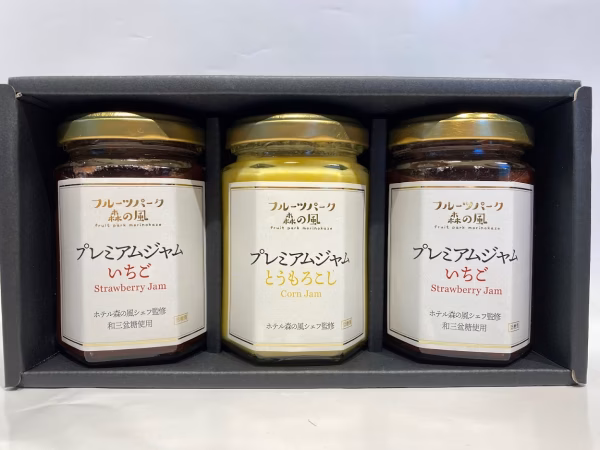 フルーツパーク
森の風
fruit park morinokaze
プレミアムジャム
いちご
Strawberry Jam
ホテル森の風シェフ監修
和三盆糖使用
フルーツパーク
森の風
fruit park morinokaze
プレミアムジャム
とうもろこし
Corn Jam
ホテル森の風シェフ監修
フルーツパーク
森の風
fruit park morinokaze
プレミアムジャム
いちご
Strawberry Jam
ホテル森の風シェフ監修
和三盆糖使用